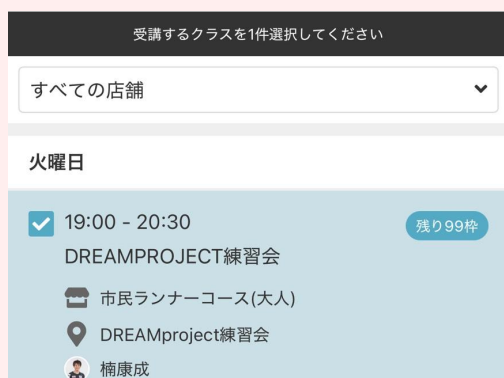 受講するクラスを1件選択してください
すべての店舗
火曜日
19:00 - 20:30
残り99枠
DREAMPROJECT練習会
市民ランナーコース(大人)
DREAMproject練習会
楠康成